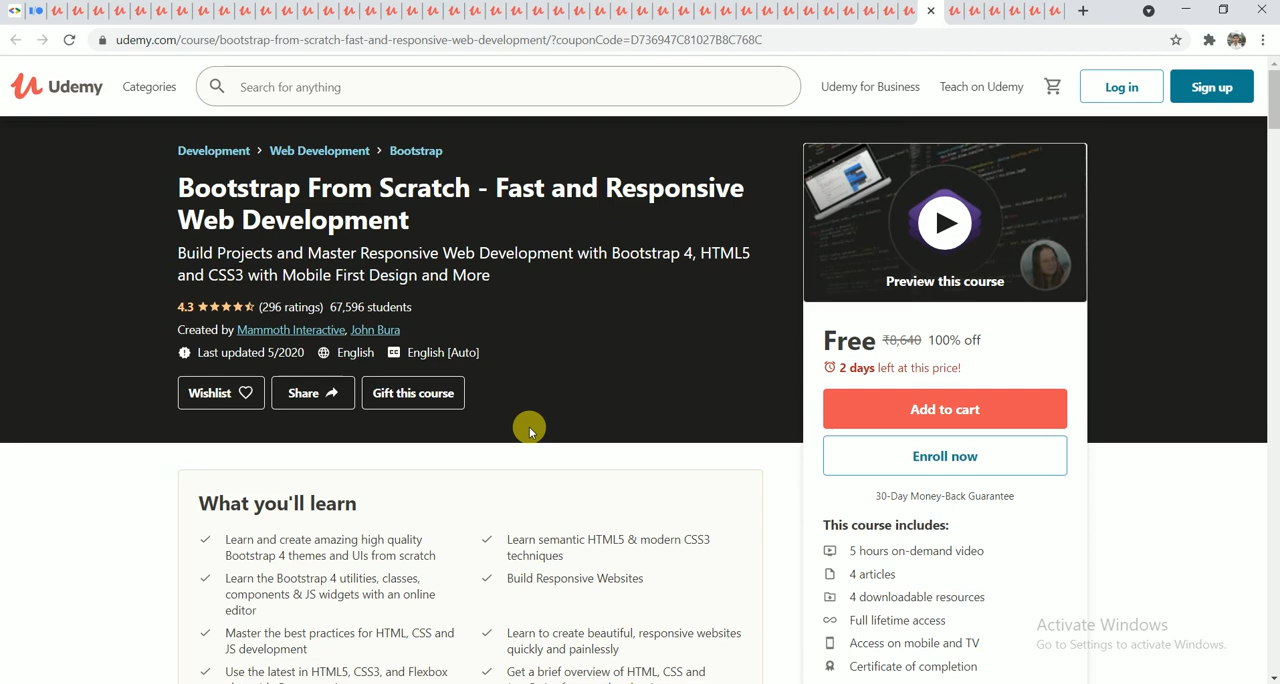 udemy.com/course/bootstrap-from-scratch-fast-and-responsive-web-development/?couponCode=D736947C81027B8C768C
Udemy
Categories
Search for anything
Udemy for Business
Teach on Udemy
Log in
Sign up
Development > Web Development > Bootstrap
Bootstrap From Scratch - Fast and Responsive
Web Development
Build Projects and Master Responsive Web Development with Bootstrap 4, HTML5
and CSS3 with Mobile First Design and More
4.3 (296 ratings) 67,596 students
Created by Mammoth Interactive, John Bura
Last updated 5/2020 English English [Auto]
Wishlist
Share
Gift this course
Preview this course
Free ₹8,640 100% off
2 days left at this price!
Add to cart
Enroll now
30-Day Money-Back Guarantee
This course includes:
5 hours on-demand video
4 articles
4 downloadable resources
Full lifetime access
Access on mobile and TV
Certificate of completion
What you'll learn
Learn and create amazing high quality
Bootstrap 4 themes and UIs from scratch
Learn semantic HTML5 & modern CSS3
techniques
Learn the Bootstrap 4 utilities, classes,
components & JS widgets with an online
editor
Build Responsive Websites
Master the best practices for HTML, CSS and
JS development
Learn to create beautiful, responsive websites
quickly and painlessly
Use the latest in HTML5, CSS3, and Flexbox
Get a brief overview of HTML, CSS and
Activate Windows
Go to Settings to activate Windows.